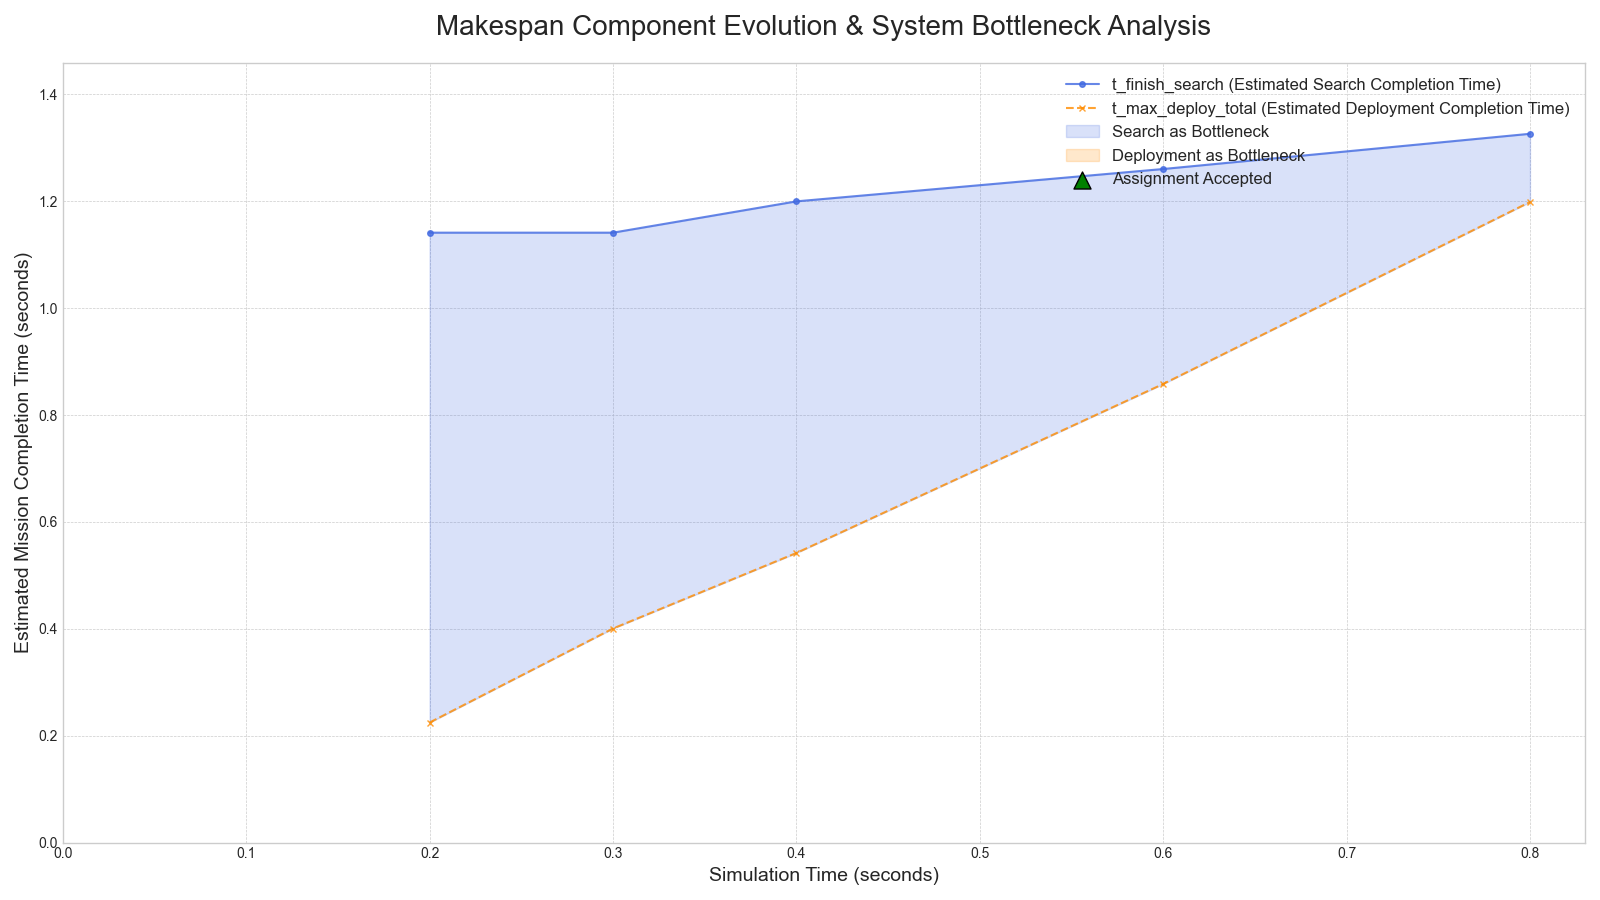 Makespan Component Evolution & System Bottleneck Analysis
t_finish_search (Estimated Search Completion Time)
t_max_deploy_total (Estimated Deployment Completion Time)
Search as Bottleneck
Deployment as Bottleneck
Assignment Accepted
Estimated Mission Completion Time (seconds)
1.4
1.2
1.0
0.8
0.6
0.4
0.2
0.0
0.0 0.1 0.2 0.3 0.4 0.5 0.6 0.7 0.8
Simulation Time (seconds)